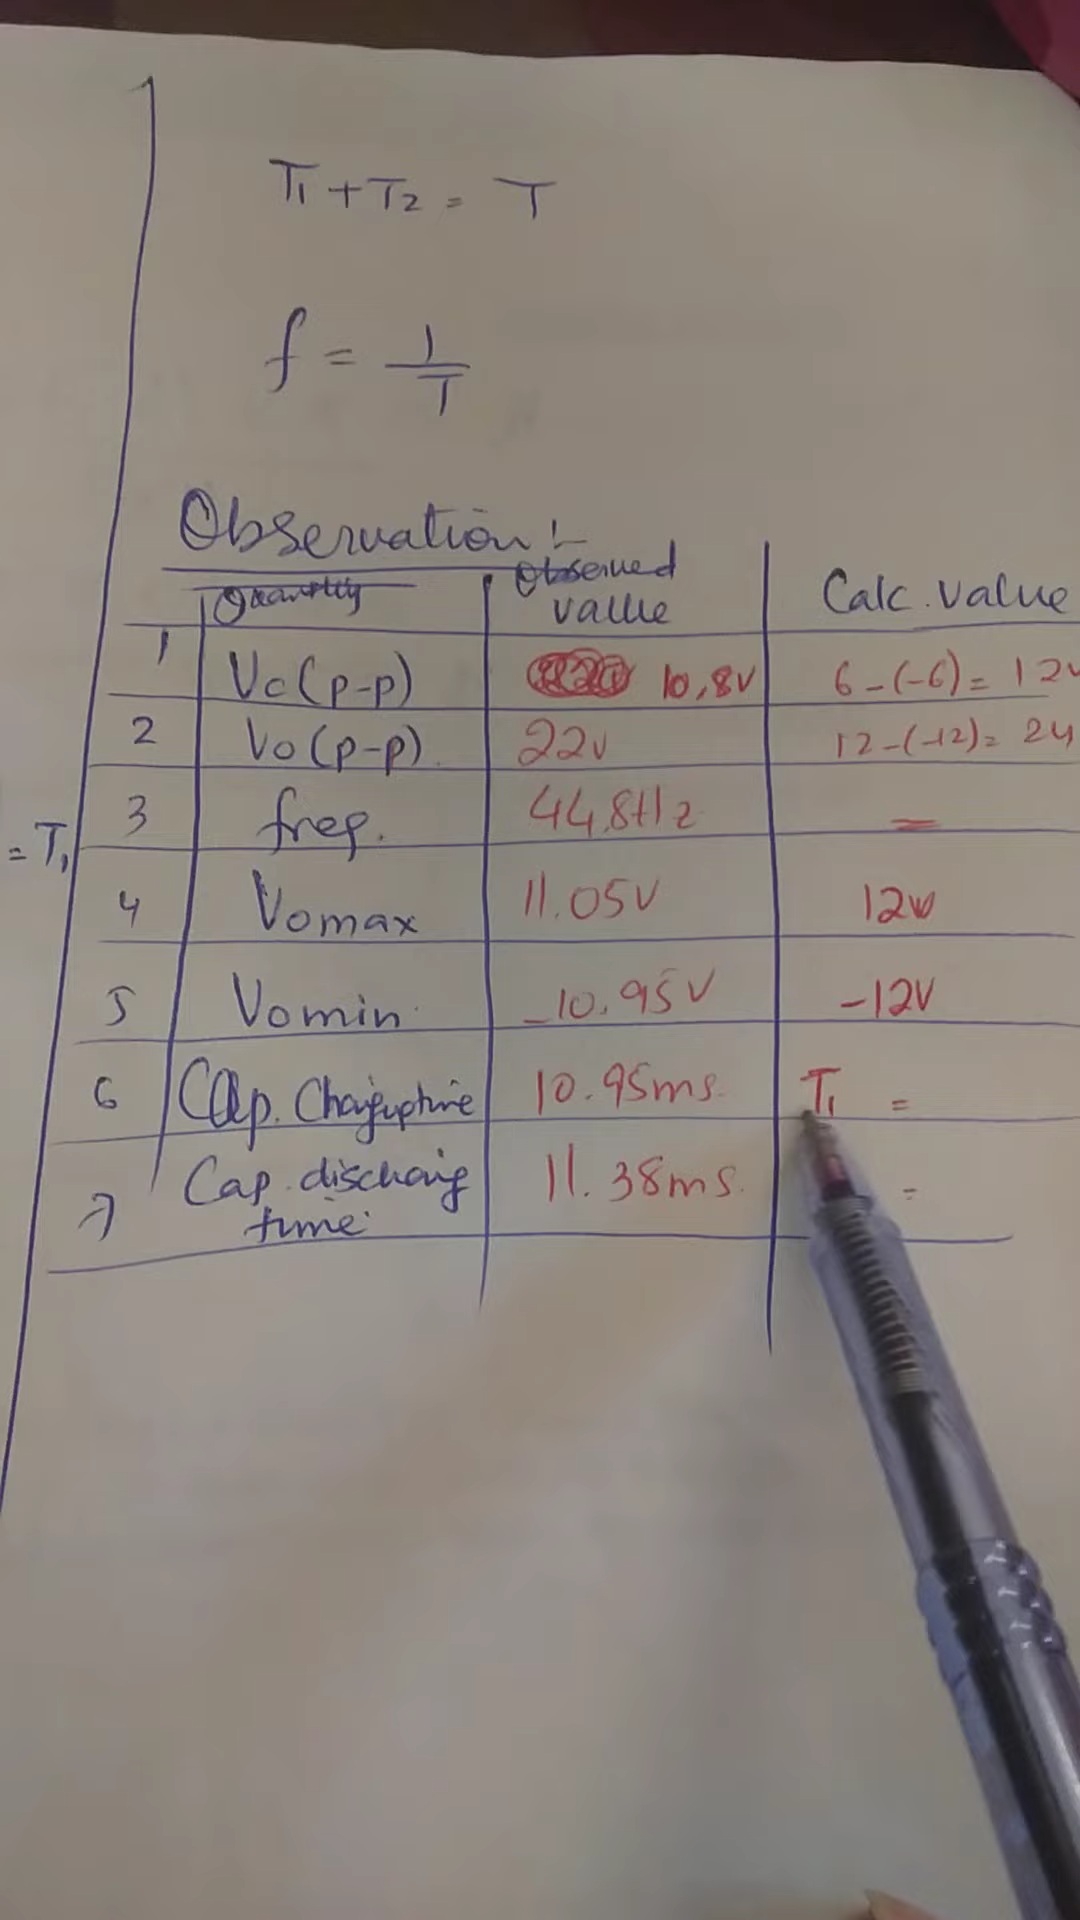 T1 + T2 = T
f = 1/T
Observation :-
Quantity Observed value Calc. value
1 Vc (p-p) 10.8V 6-(-6) = 12V
2 Vo (p-p) 22V 12-(-12) = 24
3 freq. 44.8Hz =
= T1
4 Vomax 11.05V 12V
5 Vomin -10.95V -12V
6 Cap. Charging time 10.95ms. T1 =
7 Cap. discharg time 11.38ms. =